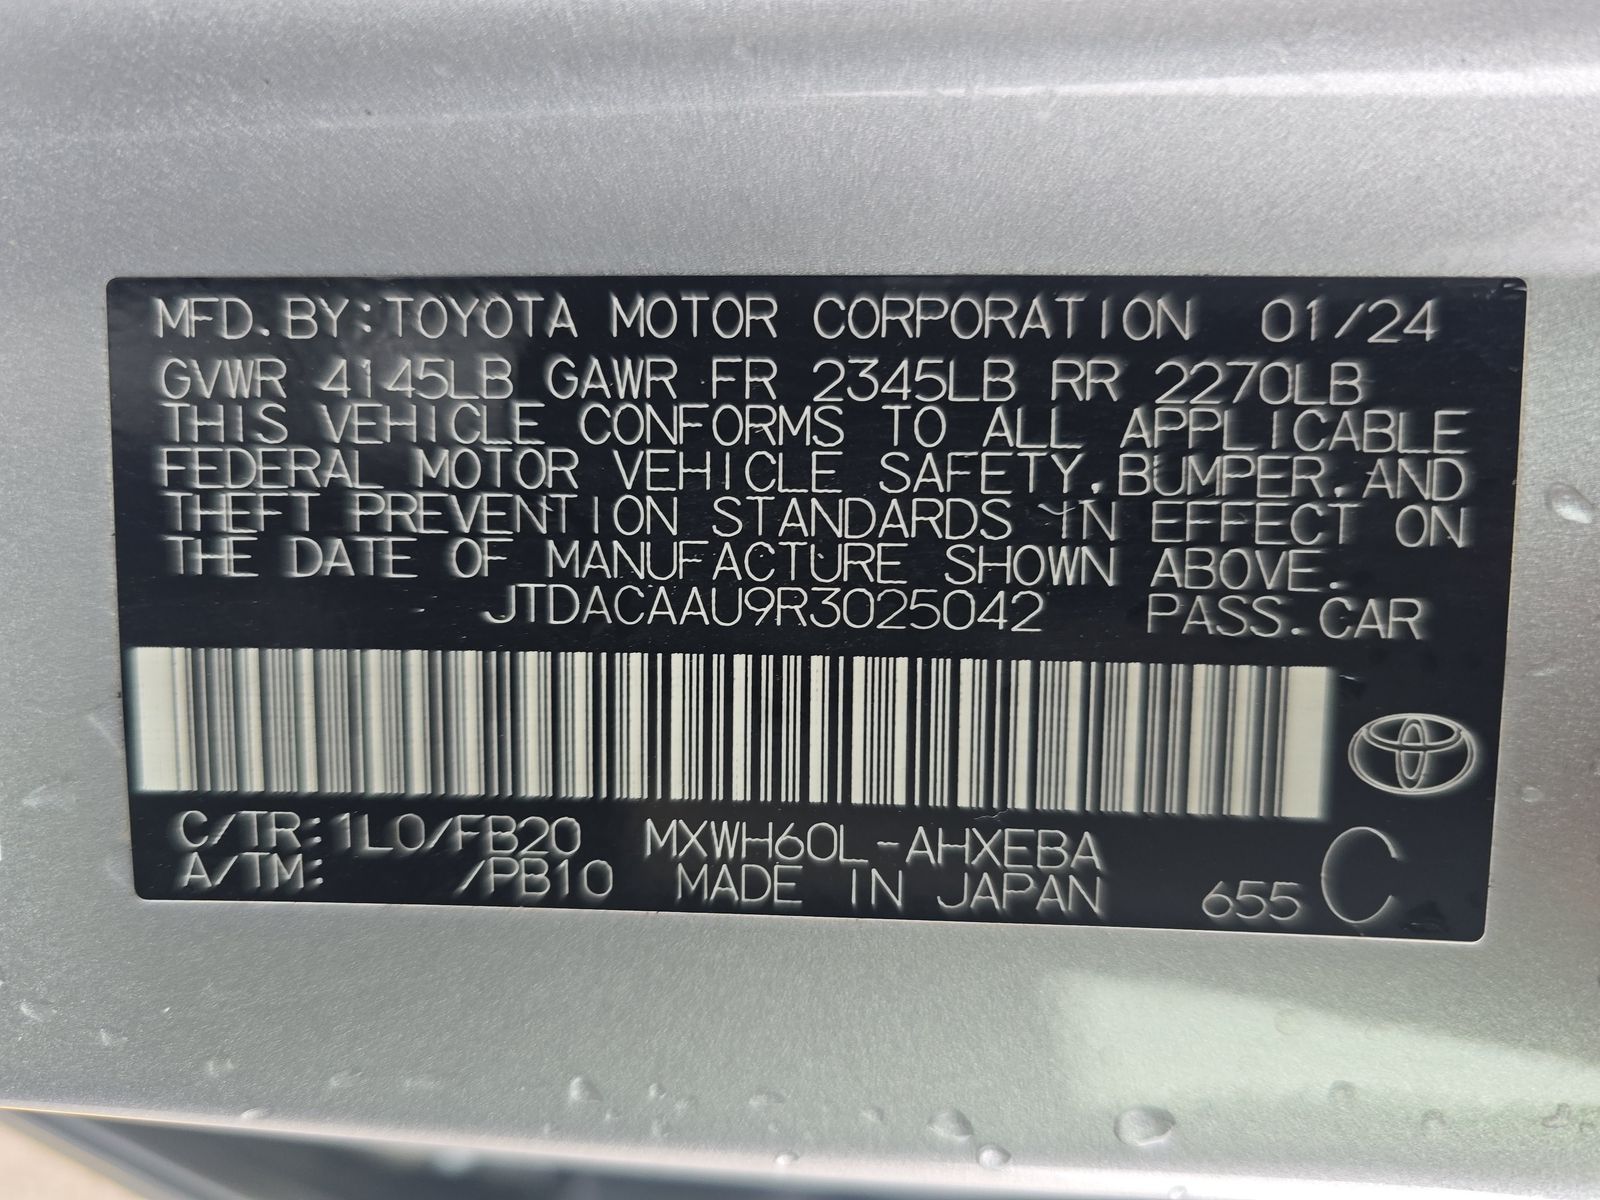 MFD. BY: TOYOTA MOTOR CORPORATION 01/24
GVWR 4145LB GAWR FR 2345LB RR 2270LB
THIS VEHICLE CONFORMS TO ALL APPLICABLE
FEDERAL MOTOR VEHICLE SAFETY. BUMPER. AND
THEFT PREVENTION STANDARDS IN EFFECT ON
THE DATE OF MANUFACTURE SHOWN ABOVE.
JTDACAAU9R3025042 PASS. CAR
C/TR: 1L0/FB20 MXWH60L-AHXEBA
A/TM: /PB10 MADE IN JAPAN 655 C